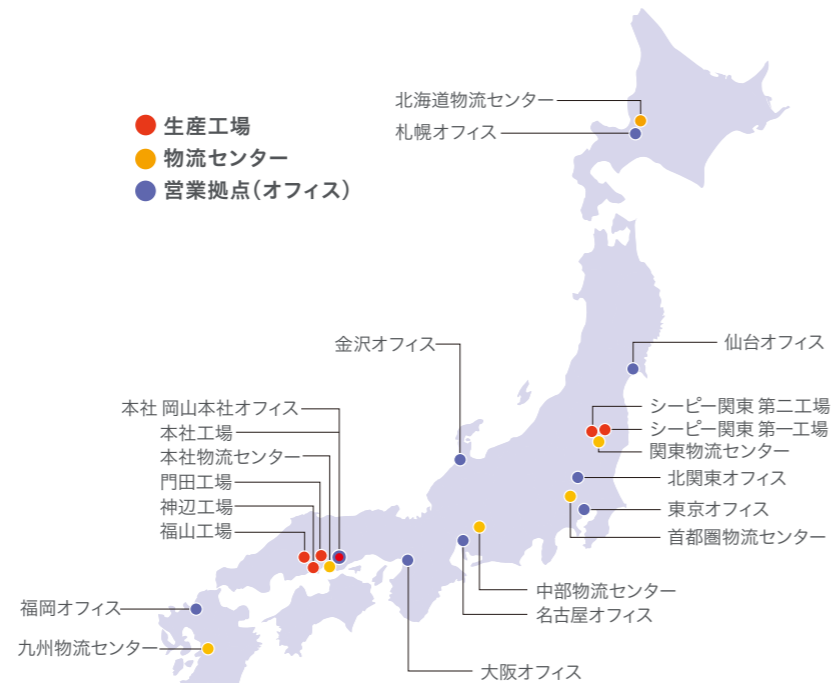 北海道物流センター
札幌オフィス
生産工場
物流センター
営業拠点(オフィス)
金沢オフィス
仙台オフィス
本社 岡山本社オフィス
本社工場
本社物流センター
門田工場
神辺工場
福山工場
シーピー関東 第二工場
シーピー関東 第一工場
関東物流センター
北関東オフィス
東京オフィス
首都圏物流センター
中部物流センター
名古屋オフィス
福岡オフィス
九州物流センター
大阪オフィス